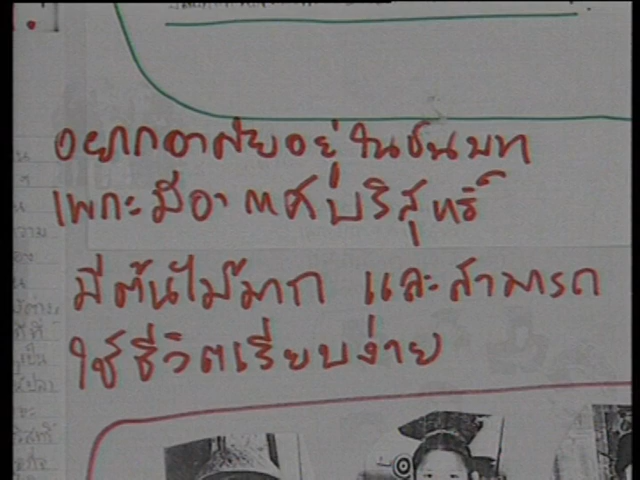 อยากอาศัยอยู่ในชนบท
เพราะมีอากาศบริสุทธิ์
มีต้นไม้มาก และสามารถ
ใช้ชีวิตเรียบง่าย